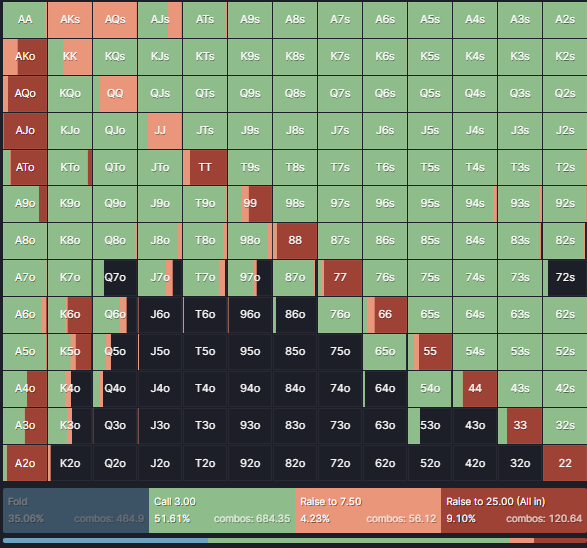 AA AKs AQs AJs ATs A9s A8s A7s A6s A5s A4s A3s A2s
AKo KK KQs KJs KTs K9s K8s K7s K6s K5s K4s K3s K2s
AQo KQo QQ QJs QTs Q9s Q8s Q7s Q6s Q5s Q4s Q3s Q2s
AJo KJo QJo JJ JTs J9s J8s J7s J6s J5s J4s J3s J2s
ATo KTo QTo JTo TT T9s T8s T7s T6s T5s T4s T3s T2s
A9o K9o Q9o J9o T9o 99 98s 97s 96s 95s 94s 93s 92s
A8o K8o Q8o J8o T8o 98o 88 87s 86s 85s 84s 83s 82s
A7o K7o Q7o J7o T7o 97o 87o 77 76s 75s 74s 73s 72s
A6o K6o Q6o J6o T6o 96o 86o 76o 66 65s 64s 63s 62s
A5o K5o Q5o J5o T5o 95o 85o 75o 65o 55 54s 53s 52s
A4o K4o Q4o J4o T4o 94o 84o 74o 64o 54o 44 43s 42s
A3o K3o Q3o J3o T3o 93o 83o 73o 63o 53o 43o 33 32s
A2o K2o Q2o J2o T2o 92o 82o 72o 62o 52o 42o 32o 22
Fold Call 3.00 Raise to 7.50 Raise to 25.00 (All in)
35.06% combos: 464.9 51.61% combos: 684.35 4.23% combos: 56.12 9.10% combos: 120.64